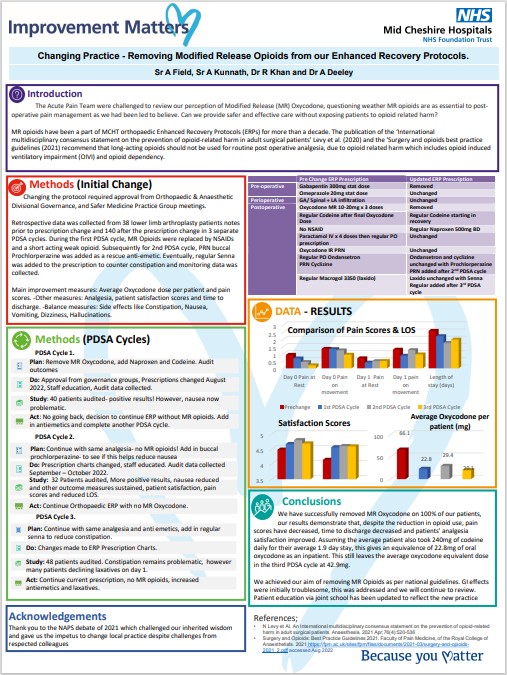 Improvement Matters
NHS
Mid Cheshire Hospitals
NHS Foundation Trust
Changing Practice - Removing Modified Release Opioids from our Enhanced Recovery Protocols.
Sr A Field, Sr A Kunnath, Dr R Khan and Dr A Deeley
Introduction
The Acute Pain Team were challenged to review our perception of Modified Release (MR) Oxycodone, questioning weather MR opioids are as essential to post-
operative pain management as we had been led to believe. Can we provide safer and effective care without exposing patients to opioid related harm?
MR opioids have been a part of MCHT orthopaedic Enhanced Recovery Protocols (ERPs) for more than a decade. The publication of the 'International
multidisciplinary consensus statement on the prevention of opioid-related harm in adult surgical patients' Levy et al. (2020) and the 'Surgery and opioids best practice
guidelines (2021) recommend that long-acting opioids should not be used for routine post operative analgesia, due to opioid related harm which includes opioid induced
ventilatory impairment (OIVI) and opioid dependency.
Methods (Initial Change)
Changing the protocol required approval from Orthopaedic & Anaesthetic
Divisional Governance, and Safer Medicine Practice Group meetings.
Retrospective data was collected from 38 lower limb arthroplasty patients notes
prior to prescription change and 140 after the prescription change in 3 separate
PDSA cycles. During the first PDSA cycle, MR Opioids were replaced by NSAIDs
and a short acting weak opioid. Subsequently for 2nd PDSA cycle, PRN buccal
Prochlorperazine was added as a rescue anti-emetic. Eventually, regular Senna
was added to the prescription to counter constipation and monitoring data was
collected.
Main improvement measures: Average Oxycodone dose per patient and pain
scores. -Other measures: Analgesia, patient satisfaction scores and time to
discharge. -Balance measures: Side effects like Constipation, Nausea,
Vomiting, Dizziness, Hallucinations.
Pre Change ERP Prescription Updated ERP Prescription
Pre-operative Gabapentin 300mg stat dose Removed
Omeprazole 20mg stat dose Unchanged
Perioperative GA/ Spinal + LA infiltration Unchanged
Postoperative Oxycodone MR 10-20mg x 3 doses Removed
Regular Codeine after final Oxycodone Dose Regular Codeine starting in recovery
No NSAID Regular Naproxen 500mg BD
Paracetamol IV x 4 doses then regular PO prescription Unchanged
Oxycodone IR PRN Unchanged
Regular PO Ondansetron Ondansetron and cyclizine
PRN Cyclizine unchanged with Prochlorperazine
PRN added after 2nd PDSA cycle
Regular Macrogol 3350 (laxido) Laxido unchanged with Senna
Regular added after 3rd PDSA
cycle
Methods (PDSA Cycles)
PDSA Cycle 1.
Plan: Remove MR Oxycodone, add Naproxen and Codeine. Audit
outcomes
Do: Approval from governance groups, Prescriptions changed August
2022, Staff education, Audit data collected.
Study: 40 patients audited- positive results! However, nausea now
problematic.
Act: No going back, decision to continue ERP without MR opioids. Add
in antiemetics and complete another PDSA cycle.
PDSA Cycle 2.
Plan: Continue with same analgesia- no MR opioids! Add in buccal
prochlorperazine- to see if this helps reduce nausea
Do: Prescription charts changed, staff educated. Audit data collected
September – October 2022.
Study: 32 Patients audited, More positives, nausea reduced
and other outcome measures sustained, patient satisfaction, pain
scores and reduced LOS.
Act: Continue Orthopaedic ERP with no MR Oxycodone.
PDSA Cycle 3.
Plan: Continue with same analgesia and anti emetics, add in regular
senna to reduce constipation.
Do: Changes made to ERP Prescription Charts.
Study: 48 patients audited. Constipation remains problematic, however
many patients declining laxatives on day 1.
Act: Continue current prescription, no MR opioids, increased
antiemetics and laxatives.
DATA - RESULTS
Comparison of Pain Scores & LOS
3
2.5
2
1.5
1
0.5
0
Day 0 Pain at Rest
Day 0 Pain on movement
Day 1 Pain at Rest
Day 1 pain on movement
Length of stay (days)
Prechange 1st PDSA Cycle 2nd PDSA Cycle 3rd PDSA Cycle
Satisfaction Scores
5
4.5
4
3.5
Average Oxycodone per
patient (mg)
100
50
0
66.1
22.8
29.4
Conclusions
We have successfully removed MR Oxycodone on 100% of our patients,
our results demonstrate that, despite the reduction in opioid use, pain
scores have decreased, time to discharge decreased and patients' analgesia
satisfaction improved. Assuming the patient also took 240mg of codeine
daily for their average 1.9 day stay, this gives an equivalence of 22.8mg of oral
oxycodone as an inpatient. This still leaves the average oxycodone equivalent dose
in the third PDSA cycle at 42.9mg.
We achieved our aim of removing MR Opioids as per national guidelines. GI effects
were initially troublesome, this was addressed and we will continue to review.
Patient education via joint school has been updated to reflect the new practice
Acknowledgements
Thank you to the NAPS debate of 2021 which challenged our inherited wisdom
and gave us the impetus to change local practice despite challenges from
respected colleagues
References;
N Levy et Al. An International multidisciplinary consensus statement on the prevention of opioid-related
harm in adult surgical patients. Anaesthesia. 2021 Apr;76(4):520-536
Surgery and Opioids: Best Practice Guidelines 2021. Faculty of Pain Medicine, of the Royal College of
Anaesthetists. 2021
accessed Aug 2022
Because you Matter